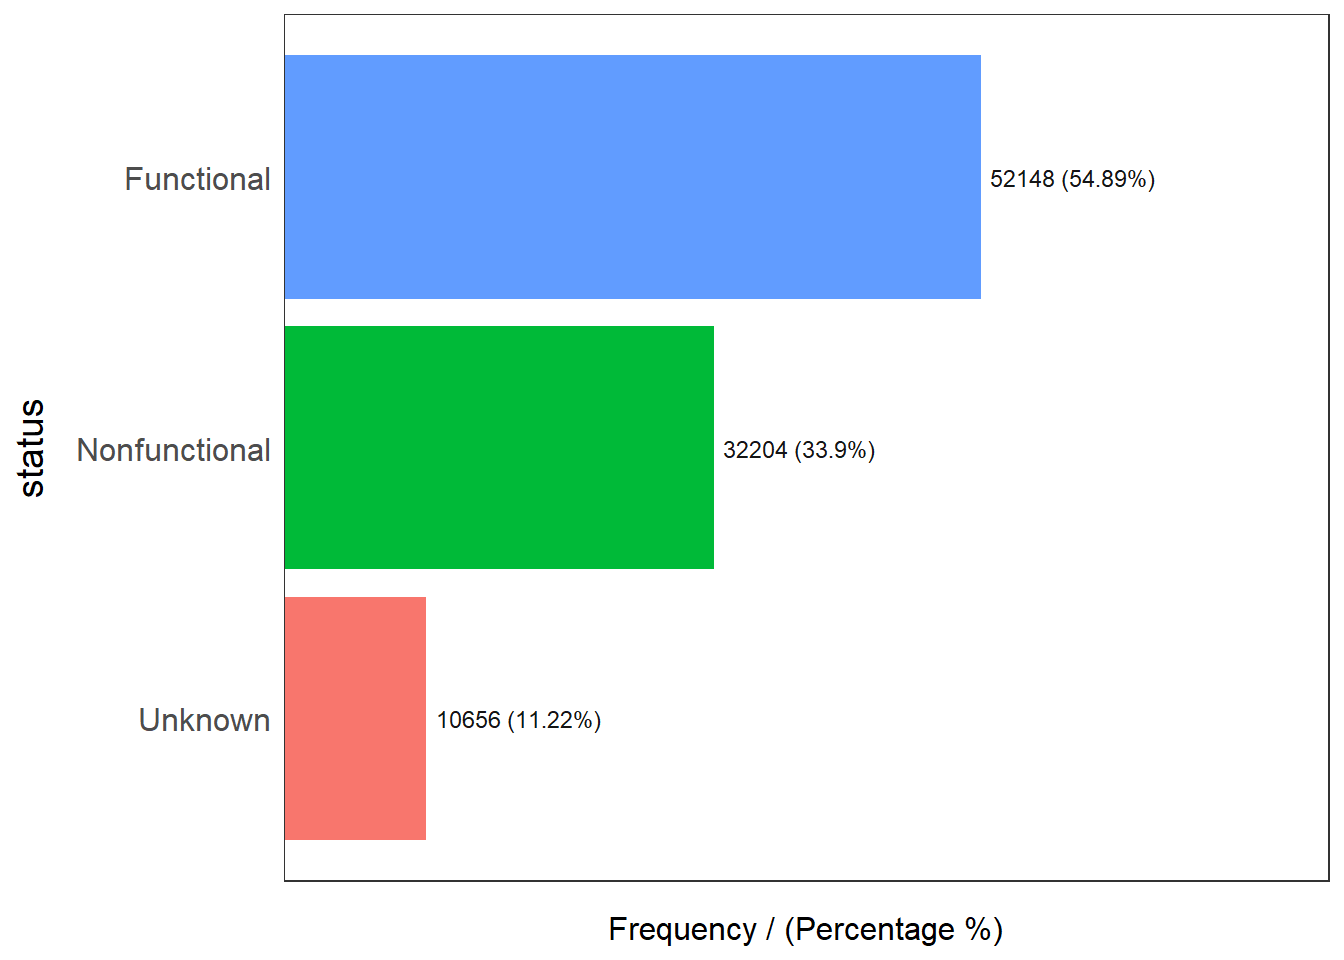 Functional
52148 (54.89%)
Nonfunctional
32204 (33.9%)
Unknown
10656 (11.22%)
status
Frequency / (Percentage %)